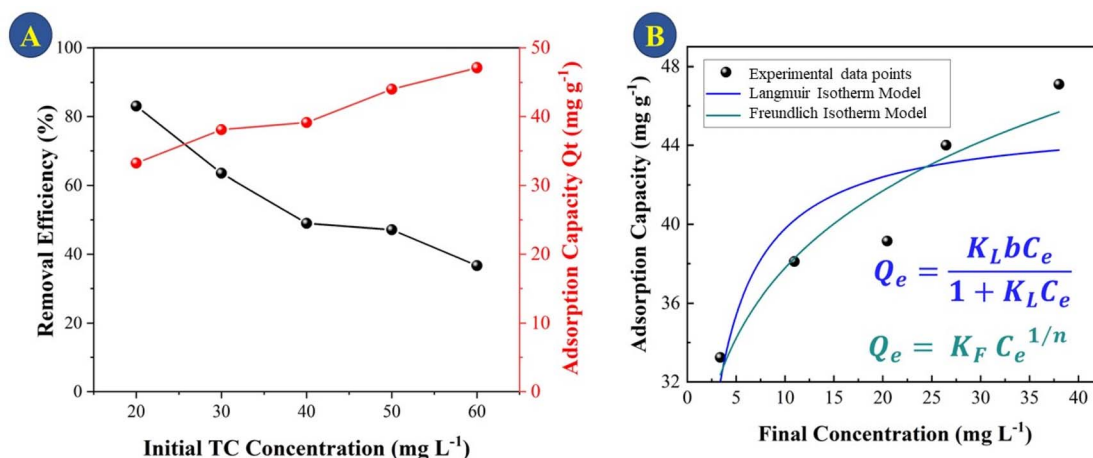 A
100
80
60
40
20
0
Removal Efficiency (%)
50
40
30
20
10
0
Adsorption Capacity Qt (mg g⁻¹)
20 30 40 50 60
Initial TC Concentration (mg L⁻¹)
B
48
44
40
36
32
Adsorption Capacity (mg g⁻¹)
Experimental data points
Langmuir Isotherm Model
Freundlich Isotherm Model
Qₑ = K_L bCₑ / 1 + K_L Cₑ
Qₑ = K_F Cₑ^1/n
0 5 10 15 20 25 30 35 40
Final Concentration (mg L⁻¹)